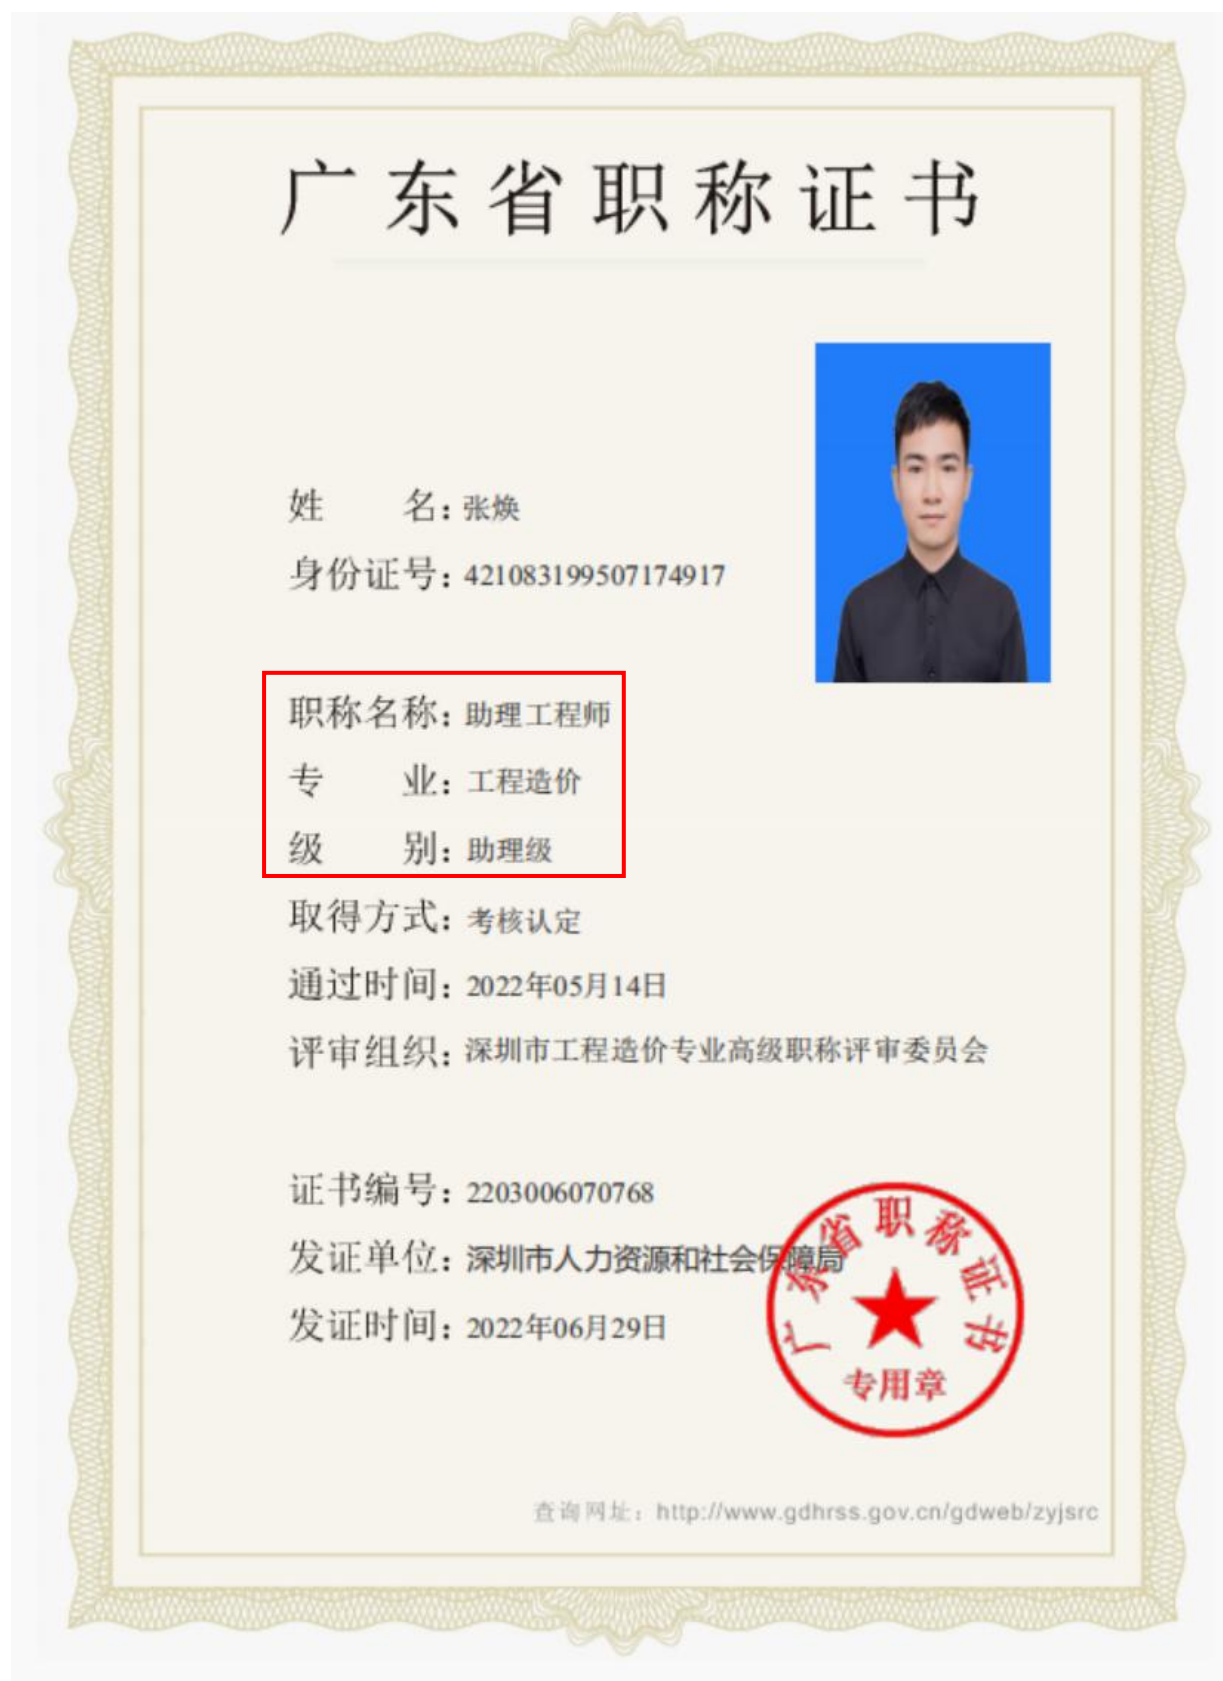 广东省职称证书
姓 名：张焕
身份证号：421083199507174917
职称名称：助理工程师
专 业：工程造价
级 别：助理级
取得方式：考核认定
通过时间：2022年05月14日
评审组织：深圳市工程造价专业高级职称评审委员会
证书编号：2203006070768
发证单位：深圳市人力资源和社会保障局
发证时间：2022年06月29日
广东省职称证书
专用章
查询网址：http://www.gdhrss.gov.cn/gdweb/zyjsrc